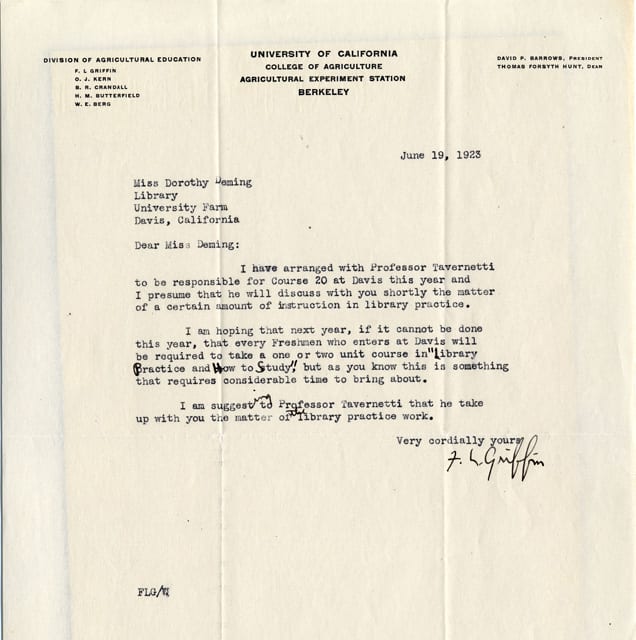 DIVISION OF AGRICULTURAL EDUCATION
F. L GRIFFIN
O. J. KERN
B. R. CRANDALL
H. M. BUTTERFIELD
W. E. BERG
UNIVERSITY OF CALIFORNIA
COLLEGE OF AGRICULTURE
AGRICULTURAL EXPERIMENT STATION
BERKELEY
DAVID P. BARROWS, PRESIDENT
THOMAS FORSYTH HUNT, DEAN
June 19, 1923
Miss Dorothy Deming
Library
University Farm
Davis, California
Dear Miss Deming:
I have arranged with Professor Tavernetti
to be responsible for Course 20 at Davis this year and
I presume that he will discuss with you shortly the matter
of a certain amount of instruction in library practice.
I am hoping that next year, if it cannot be done
this year, that every Freshmen who enters at Davis will
be required to take a one or two unit course in "Library
Practice and How to Study", but as you know this is something
that requires considerable time to bring about.
I am suggesting to Professor Tavernetti that he take
up with you the matter of the library practice work.
Very cordially yours,
F. L. Griffin
FLG/